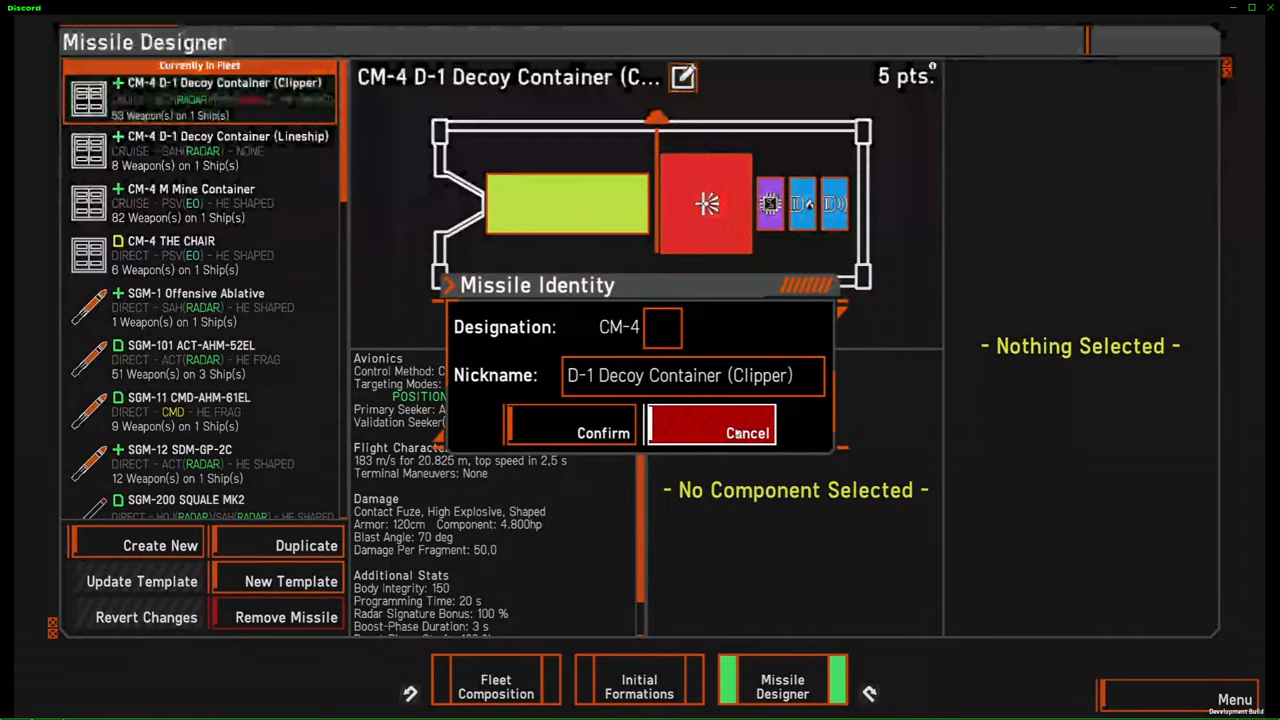 Discord
Missile Designer
Currently In Fleet
CM-4 D-1 Decoy Container (Clipper)
53 Weapon(s) on 1 Ship(s)
CM-4 D-1 Decoy Container (Lineship)
CRUISE - SAH(RADAR) - NONE
8 Weapon(s) on 1 Ship(s)
CM-4 M Mine Container
CRUISE - PSV(EO) - HE SHAPED
82 Weapon(s) on 1 Ship(s)
CM-4 THE CHAIR
DIRECT - PSV(EO) - HE SHAPED
6 Weapon(s) on 1 Ship(s)
SGM-1 Offensive Ablative
DIRECT - SAH(RADAR) - HE SHAPED
1 Weapon(s) on 1 Ship(s)
SGM-101 ACT-AHM-52EL
DIRECT - ACT(RADAR) - HE FRAG
51 Weapon(s) on 3 Ship(s)
SGM-11 CMD-AHM-61EL
DIRECT - CMD - HE FRAG
9 Weapon(s) on 1 Ship(s)
SGM-12 SDM-GP-2C
DIRECT - ACT(RADAR) - HE SHAPED
12 Weapon(s) on 1 Ship(s)
SGM-200 SQUALE MK2
DIRECT - HOJ(RADAR)/SAH(RADAR) - HE SHAPED
Create New
Duplicate
Update Template
New Template
Revert Changes
Remove Missile
CM-4 D-1 Decoy Container (C...
5 pts.
Missile Identity
Designation: CM-4
Nickname: D-1 Decoy Container (Clipper)
Confirm
Cancel
Avionics
Control Method: C
Targeting Modes:
POSITION
Primary Seeker: A
Validation Seeker(
Flight Charact
183 m/s for 20.825 m, top speed in 2,5 s
Terminal Maneuvers: None
Damage
Contact Fuze, High Explosive, Shaped
Armor: 120cm Component: 4.800hp
Blast Angle: 70 deg
Damage Per Fragment: 50,0
Additional Stats
Body Integrity: 150
Programming Time: 20 s
Radar Signature Bonus: 100 %
Boost-Phase Duration: 3 s
- No Component Selected -
- Nothing Selected -
Fleet Composition
Initial Formations
Missile Designer
Menu
Development Build